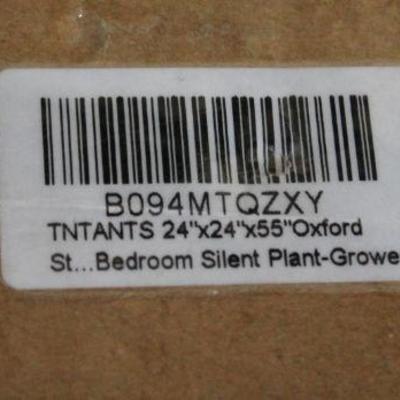 B094MTQZXY
TNTANTS 24"x24"x55"Oxford
St...Bedroom Silent Plant-Growe